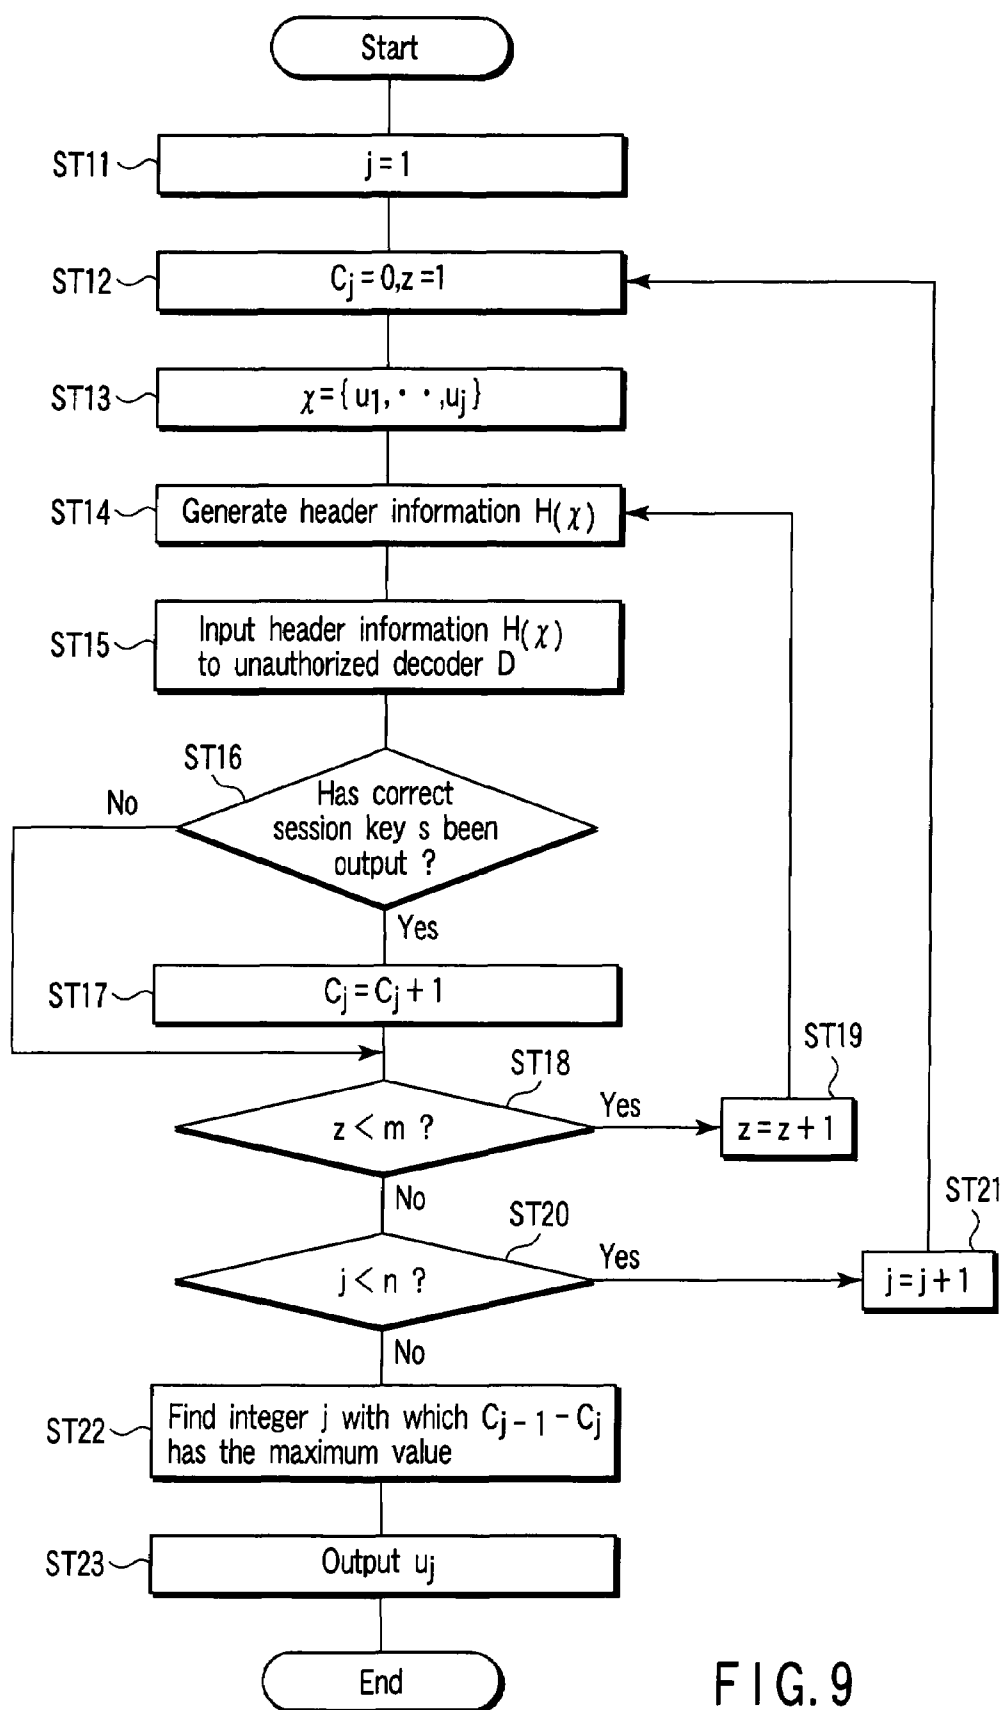 Start
ST11
j=1
ST12
Cj=0,z=1
ST13
χ={u1,··,uj}
ST14
Generate header information H(χ)
ST15
Input header information H(χ)
to unauthorized decoder D
ST16
No
Has correct
session key s been
output ?
Yes
ST17
Cj=Cj+1
ST18
z<m ?
Yes
ST19
z=z+1
No
ST20
j<n ?
Yes
ST21
j=j+1
No
ST22
Find integer j with which Cj-1-Cj
has the maximum value
ST23
Output uj
End
FIG.9